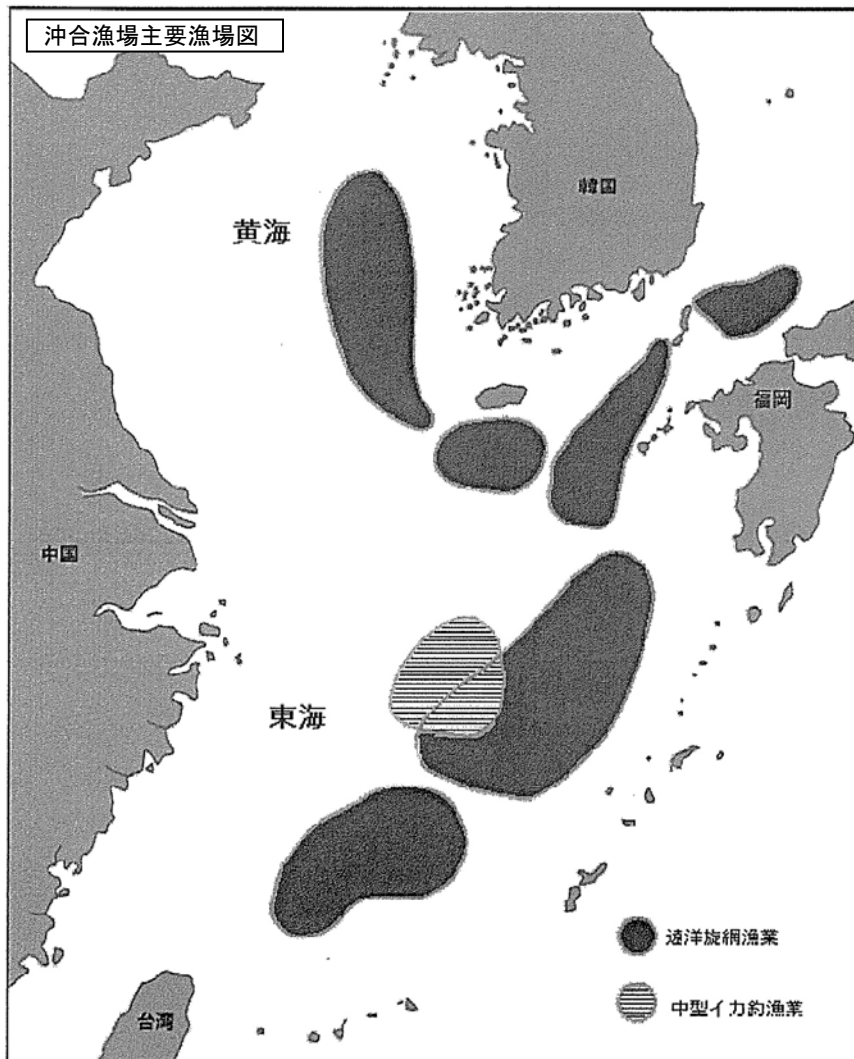 沖合漁場主要漁場図
韓国
黄海
福岡
中国
東海
遠洋旋網漁業
中型イカ釣漁業
台湾